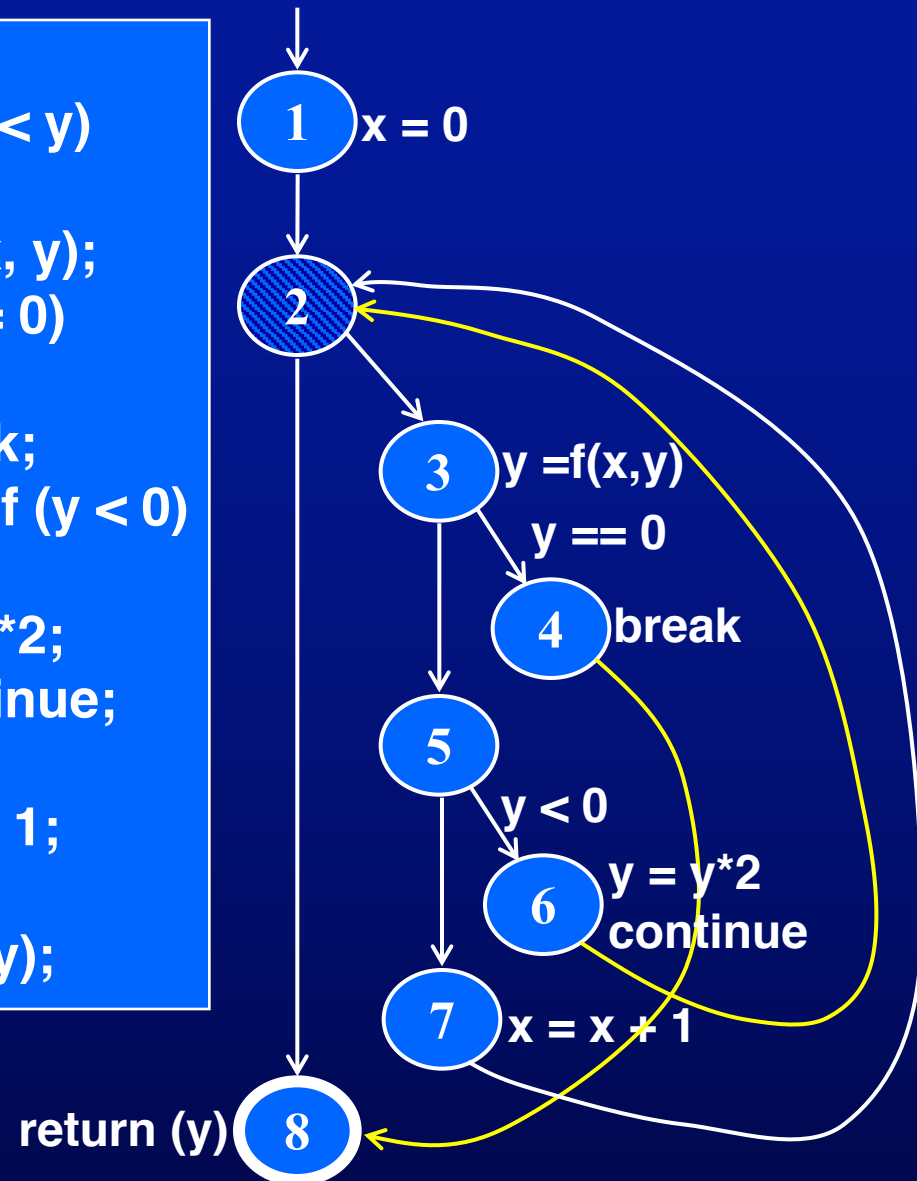 < y)
, y);
= 0)
k;
f (y < 0)
*2;
inue;
1;
y);
1 x = 0
2
3 y =f(x,y)
y == 0
4 break
5
y < 0
6 y = y*2
continue
7 x = x + 1
return (y) 8